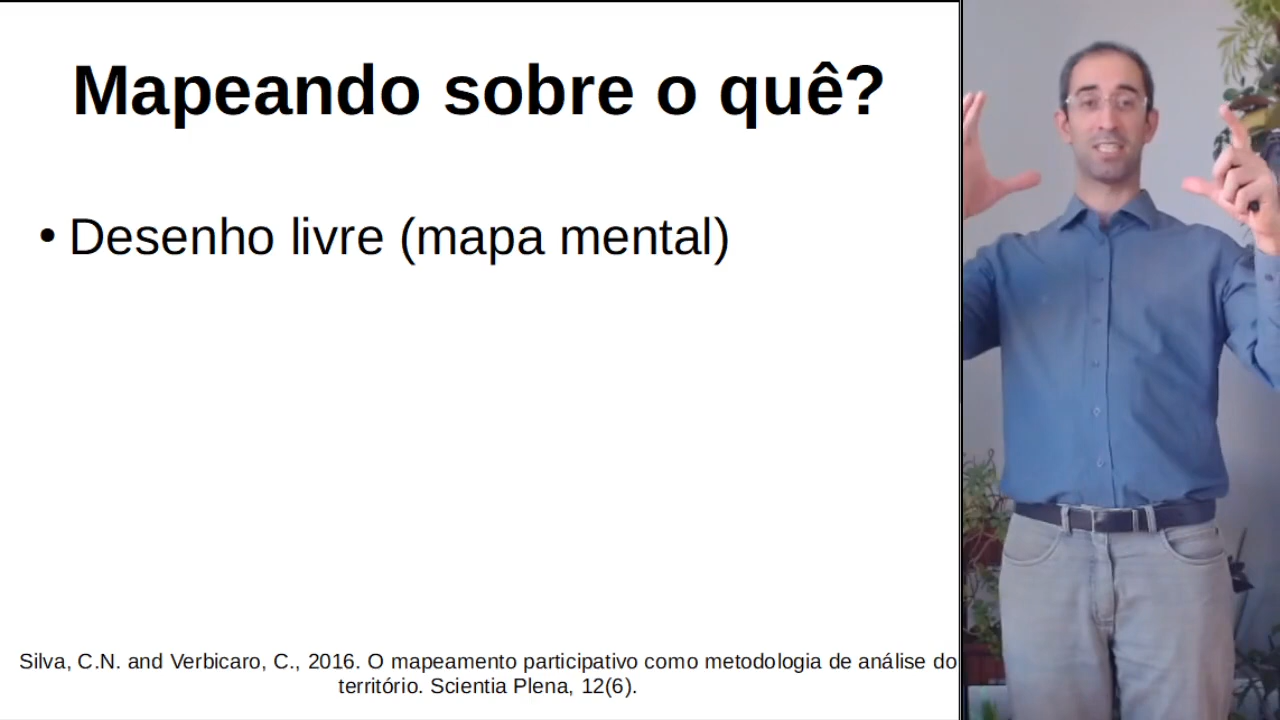 Mapeando sobre o quê?
• Desenho livre (mapa mental)
Silva, C.N. and Verbicaro, C., 2016. O mapeamento participativo como metodologia de análise do
território. Scientia Plena, 12(6).